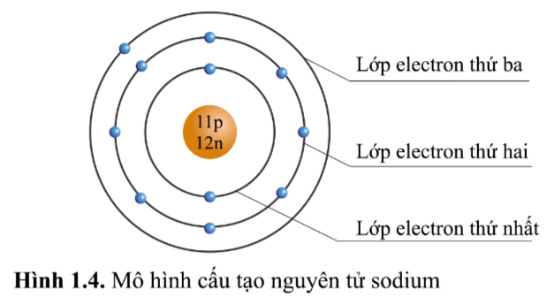 Lớp electron thứ ba
11p
12n
Lớp electron thứ hai
Lớp electron thứ nhất
Hình 1.4. Mô hình cấu tạo nguyên tử sodium